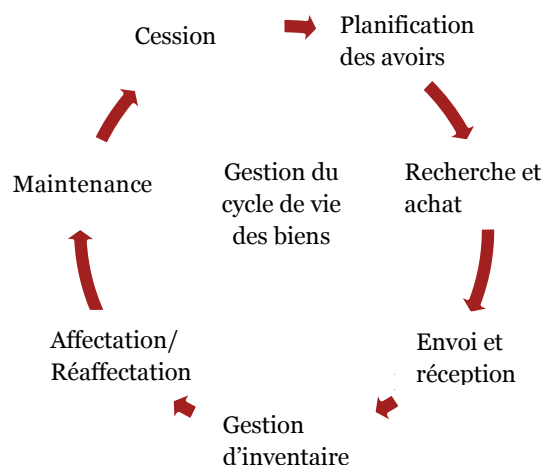 Cession
Planification
des avoirs
Recherche et
achat
Envoi et
réception
Gestion
d’inventaire
Affectation/
Réaffectation
Maintenance
Gestion du
cycle de vie
des biens